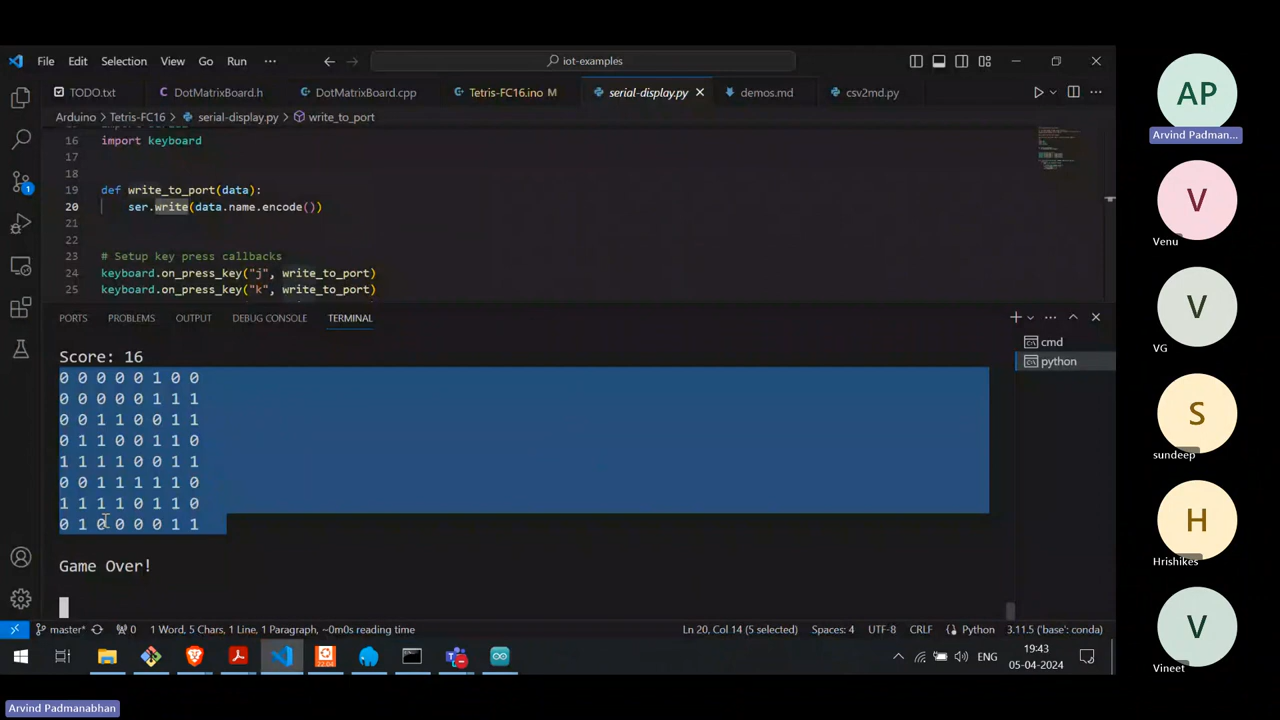 File Edit Selection View Go Run ··· iot-examples
TODO.txt DotMatrixBoard.h DotMatrixBoard.cpp Tetris-FC16.ino M serial-display.py demos.md csv2md.py
Arduino > Tetris-FC16 > serial-display.py > write_to_port
16 import keyboard
17
18
19 def write_to_port(data):
20 ser.write(data.name.encode())
21
22
23 # Setup key press callbacks
24 keyboard.on_press_key("j", write_to_port)
25 keyboard.on_press_key("k", write_to_port)
PORTS PROBLEMS OUTPUT DEBUG CONSOLE TERMINAL
cmd
python
Score: 16
0 0 0 0 0 1 0 0
0 0 0 0 0 1 1 1
0 0 1 1 0 0 1 1
0 1 1 0 0 1 1 0
1 1 1 1 0 0 1 1
0 0 1 1 1 1 1 0
1 1 1 1 0 1 1 0
0 1 0 0 0 0 1 1
Game Over!
master* 0 1 Word, 5 Chars, 1 Line, 1 Paragraph, ~0m0s reading time Ln 20, Col 14 (5 selected) Spaces: 4 UTF-8 CRLF Python 3.11.5 ('base': conda)
22.04
ENG
19:43
05-04-2024
AP
Arvind Padman...
V
Venu
V
VG
S
sundeep
H
Hrishikes
V
Vineet
Arvind Padmanabhan